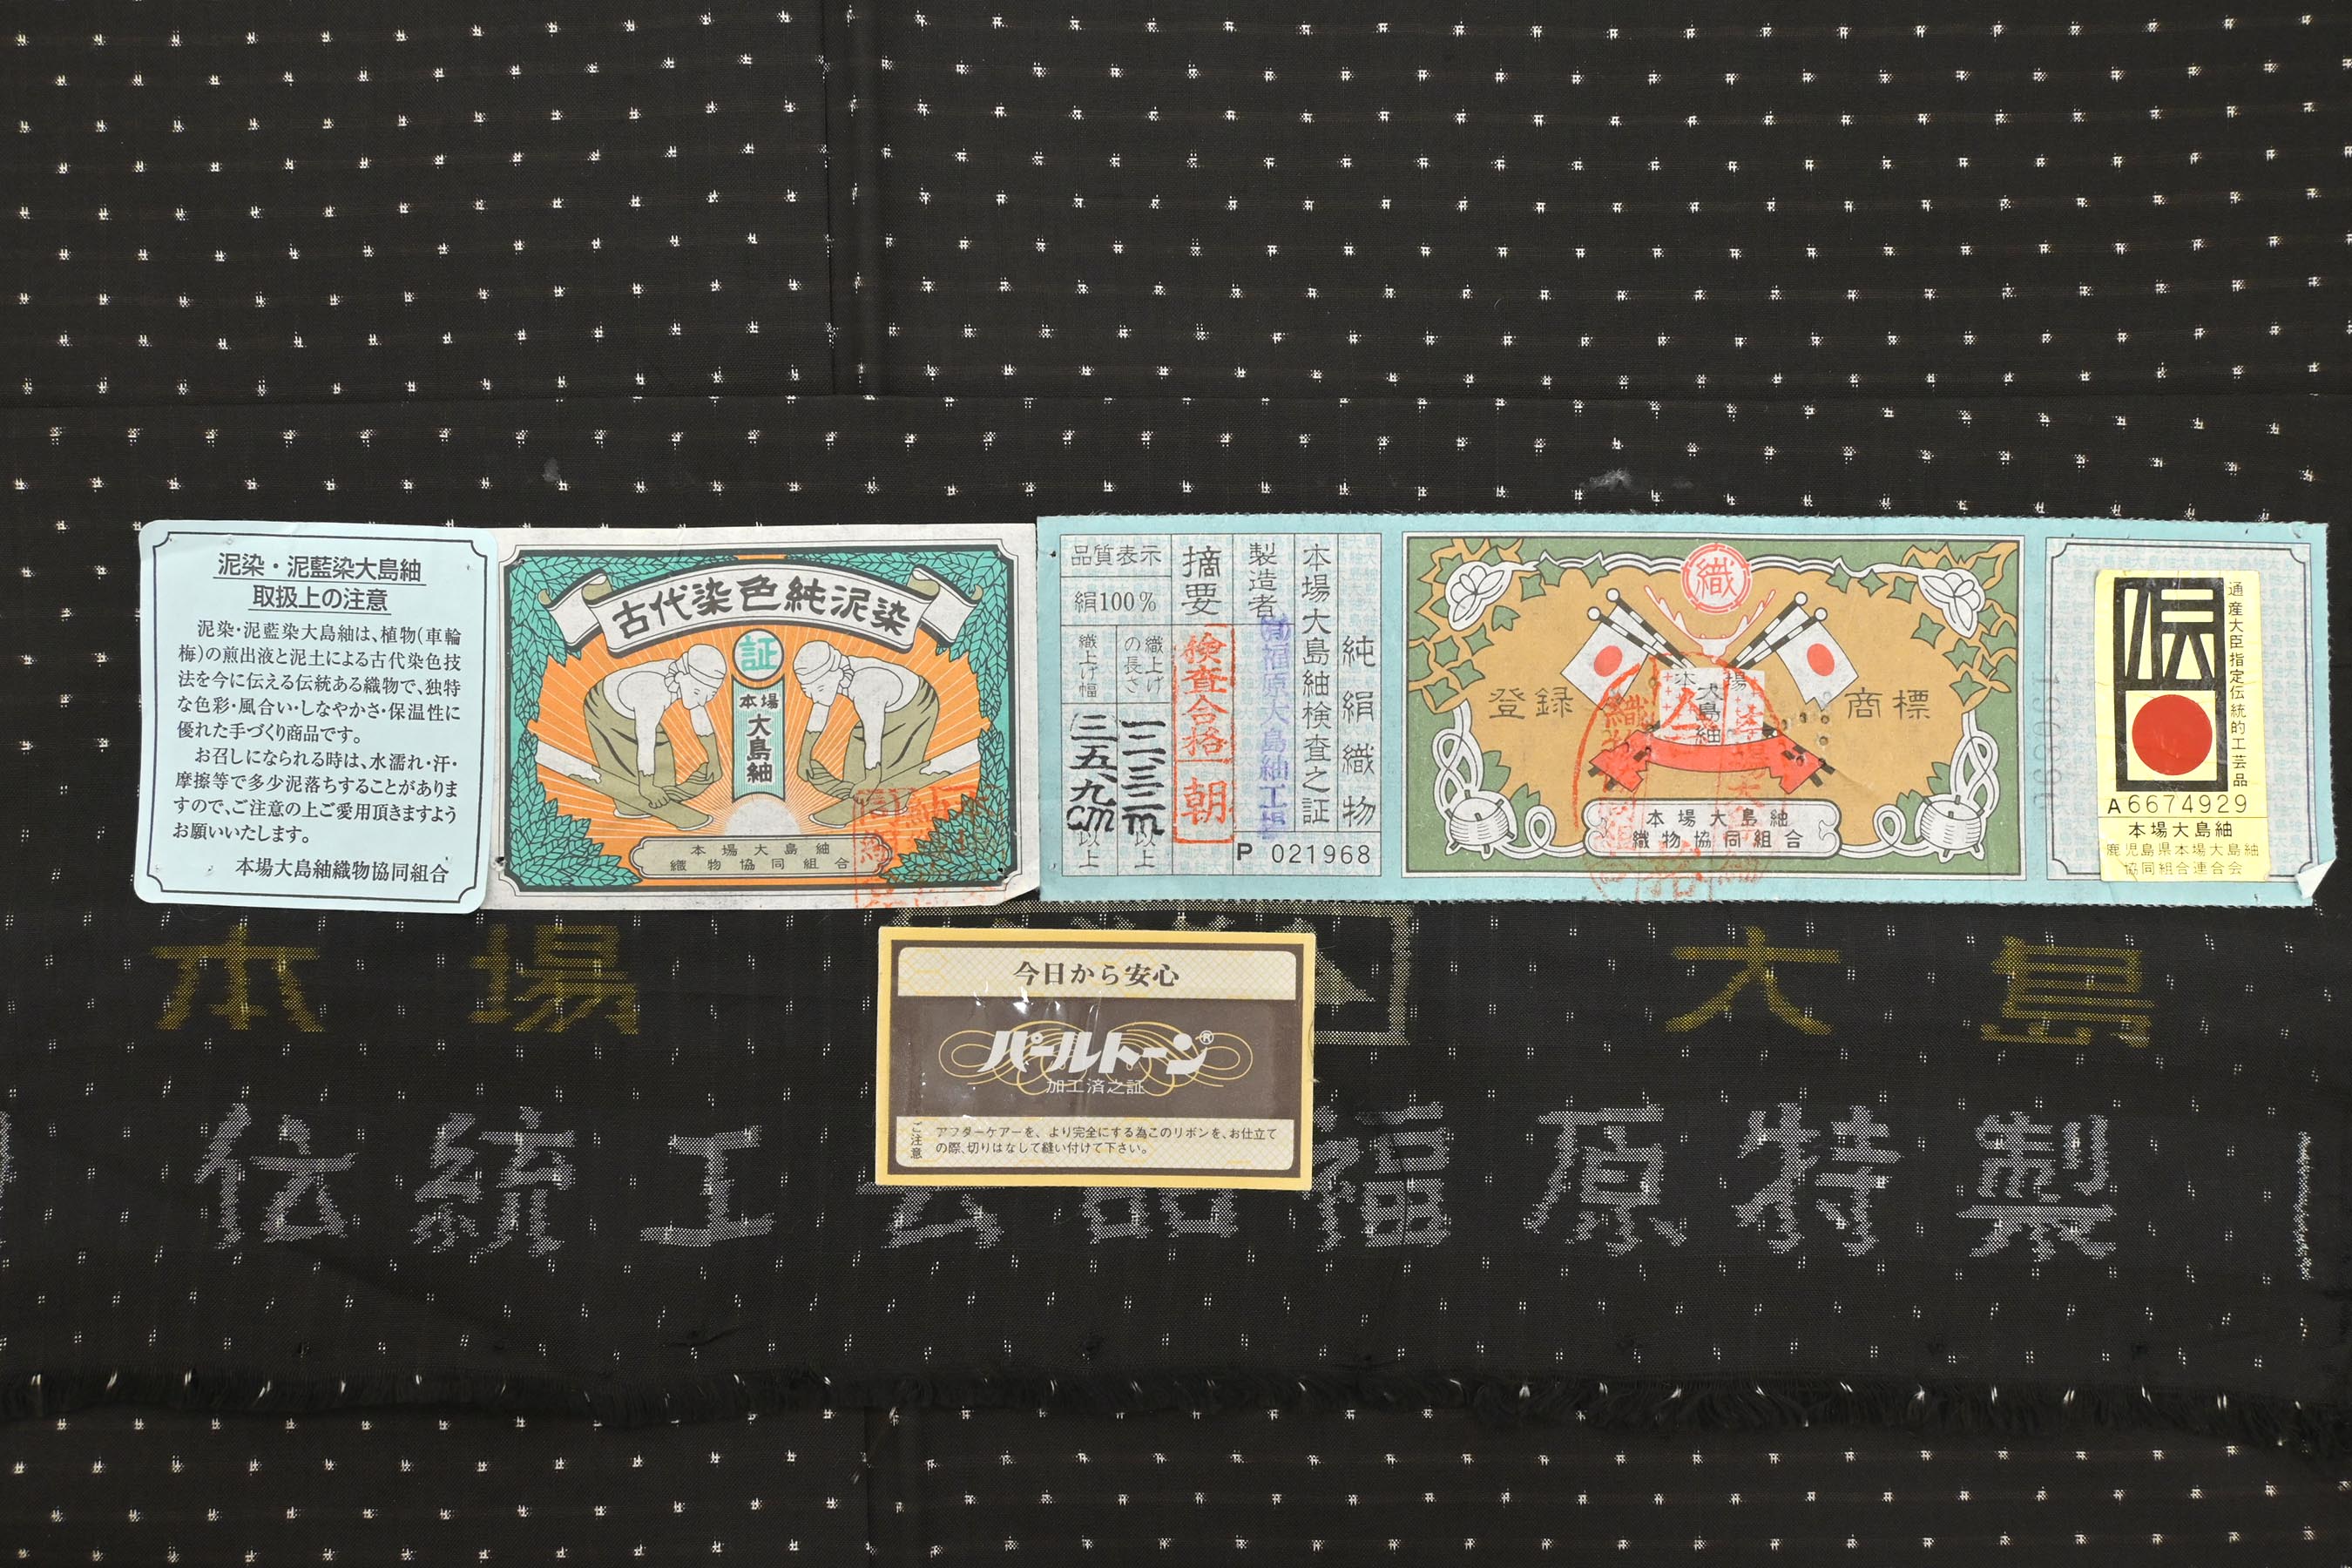 泥染・泥藍染大島紬
取扱上の注意
泥染・泥藍染大島紬は、植物(車輪
梅)の煎出液と泥土による古代染色技
法を今に伝える伝統ある織物で、独特
な色彩・風合い・しなやかさ・保温性に
優れた手づくり商品です。
お召しになられる時は、水濡れ・汗・
摩擦等で多少泥落ちすることがありま
すので、ご注意の上ご愛用頂きますよう
お願いいたします。
本場大島紬織物協同組合
古代染色純泥染
証
本場
大島紬
本場大島紬
織物協同組合
純絹織物
本場大島紬検査之証
製造者
㈲福原大島紬工場
摘要
検査合格
朝
品質表示
絹100%
織上げ
の長さ
一二、三m以上
織上げ幅
三五、九cm以上
P 021968
織
登録
商標
本場
大島紬
本場大島紬
織物協同組合
伝
通産大臣指定伝統的工芸品
A6674929
本場大島紬
鹿児島県本場大島紬
協同組合連合会
本場
大島
今日から安心
パールトーン®
加工済之証
ご注意
アフターケアーを、より完全にする為このリボンを、お仕立て
の際、切りはなして縫い付けて下さい。
伝統工芸品福原特製